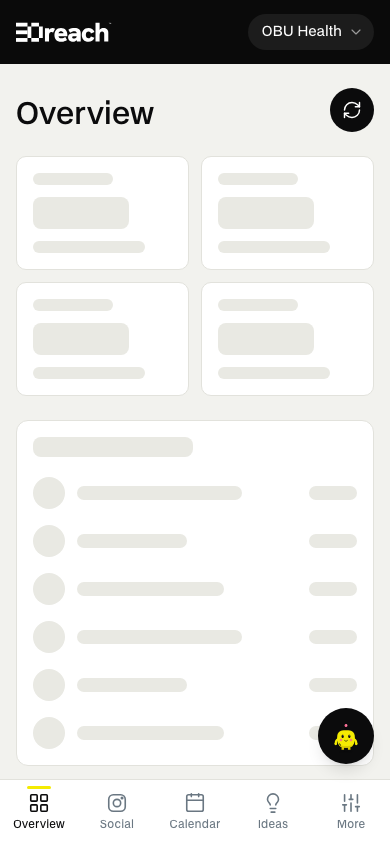 reach
OBU Health
Overview
Overview
Social
Calendar
Ideas
More